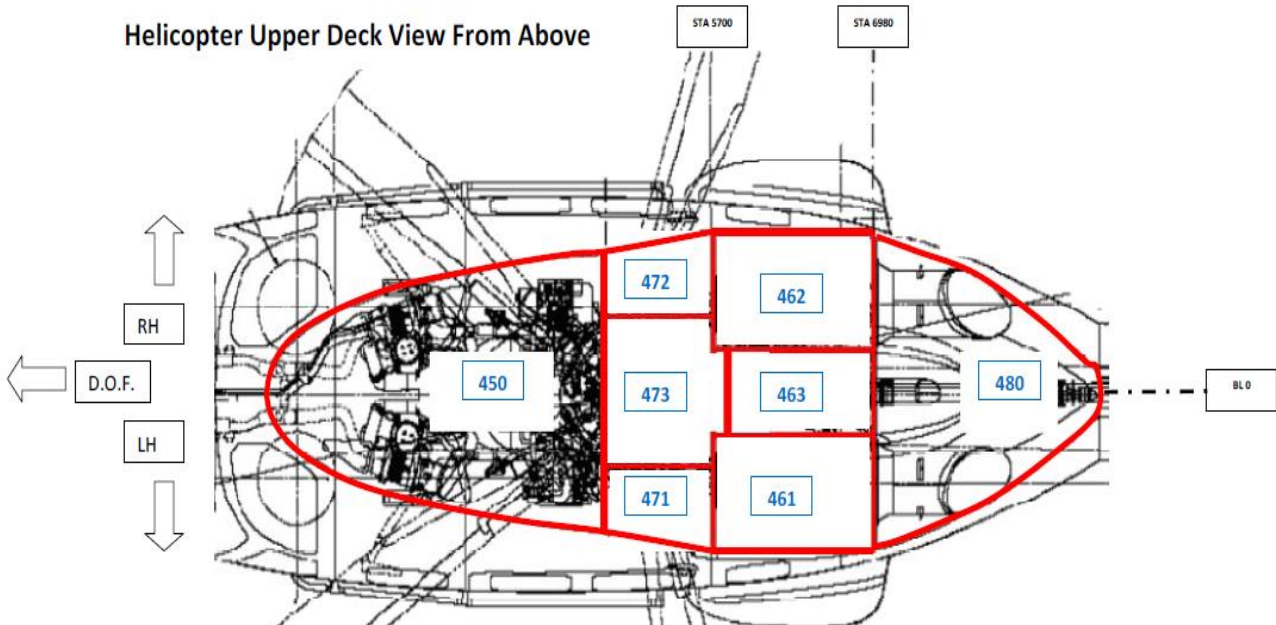 STA 5700
STA 6980
Helicopter Upper Deck View From Above
472
462
RH
D.O.F.
450
473
463
480
BL 0
LH
471
461